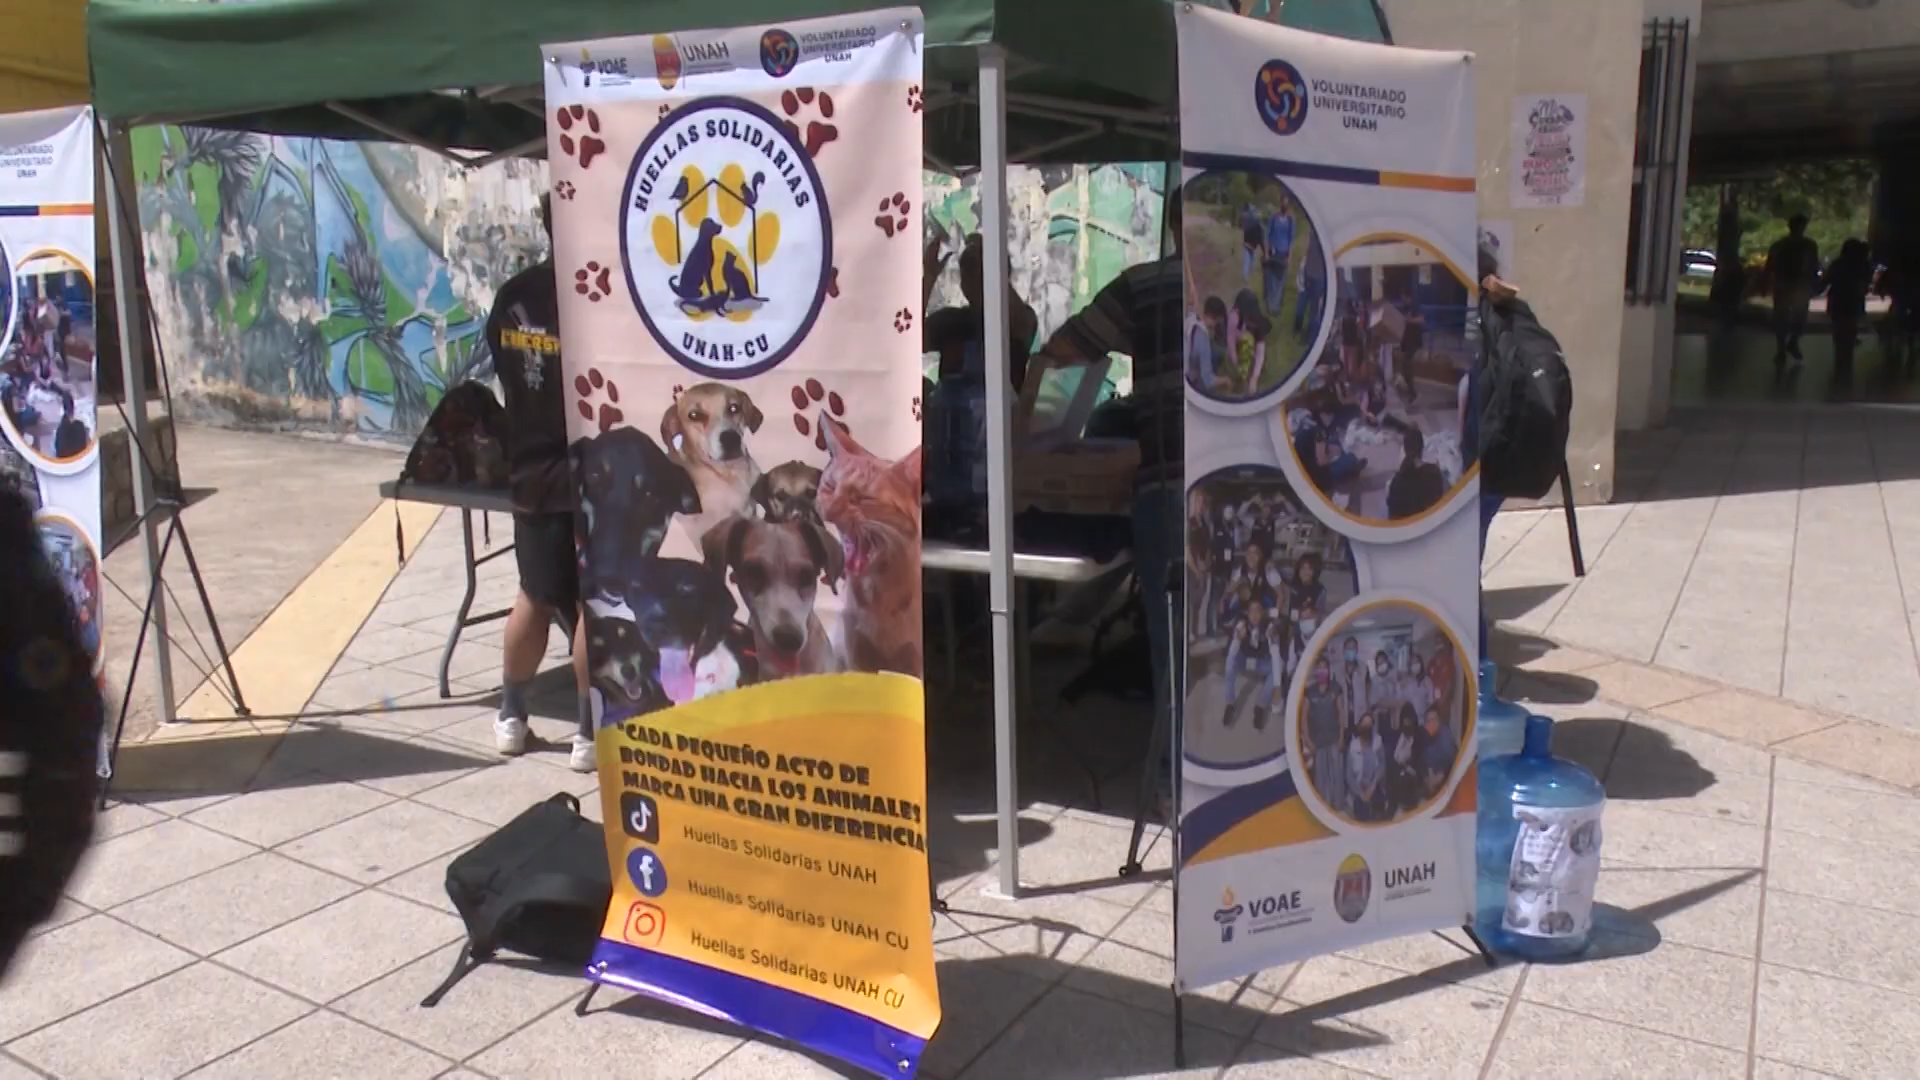 VOLUNTARIADO
UNIVERSITARIO
UNAH
VOAE
UNAH
VOLUNTARIADO
UNIVERSITARIO
UNAH
HUELLAS SOLIDARIAS
UNAH-CU
"CADA PEQUEÑO ACTO DE
BONDAD HACIA LOS ANIMALES
MARCA UNA GRAN DIFERENCIA
Huellas Solidarias UNAH
Huellas Solidarias UNAH CU
Huellas Solidarias UNAH CU
VOLUNTARIADO
UNIVERSITARIO
UNAH
VOAE
UNAH